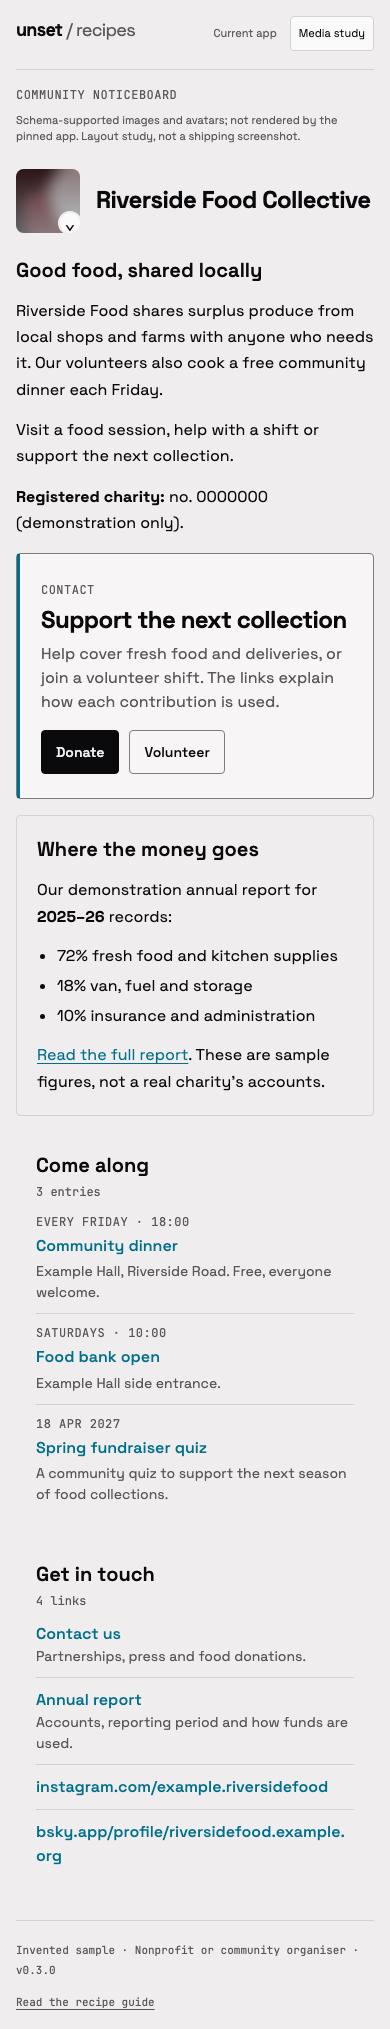 unset / recipes
Current app
Media study
COMMUNITY NOTICEBOARD
Schema-supported images and avatars; not rendered by the
pinned app. Layout study, not a shipping screenshot.
Riverside Food Collective
Good food, shared locally
Riverside Food shares surplus produce from
local shops and farms with anyone who needs
it. Our volunteers also cook a free community
dinner each Friday.
Visit a food session, help with a shift or
support the next collection.
Registered charity: no. 0000000
(demonstration only).
CONTACT
Support the next collection
Help cover fresh food and deliveries, or
join a volunteer shift. The links explain
how each contribution is used.
Donate
Volunteer
Where the money goes
Our demonstration annual report for
2025–26 records:
• 72% fresh food and kitchen supplies
• 18% van, fuel and storage
• 10% insurance and administration
Read the full report. These are sample
figures, not a real charity’s accounts.
Come along
3 entries
EVERY FRIDAY · 18:00
Community dinner
Example Hall, Riverside Road. Free, everyone
welcome.
SATURDAYS · 10:00
Food bank open
Example Hall side entrance.
18 APR 2027
Spring fundraiser quiz
A community quiz to support the next season
of food collections.
Get in touch
4 links
Contact us
Partnerships, press and food donations.
Annual report
Accounts, reporting period and how funds are
used.
instagram.com/example.riversidefood
bsky.app/profile/riversidefood.example.
org
Invented sample · Nonprofit or community organiser ·
v0.3.0
Read the recipe guide